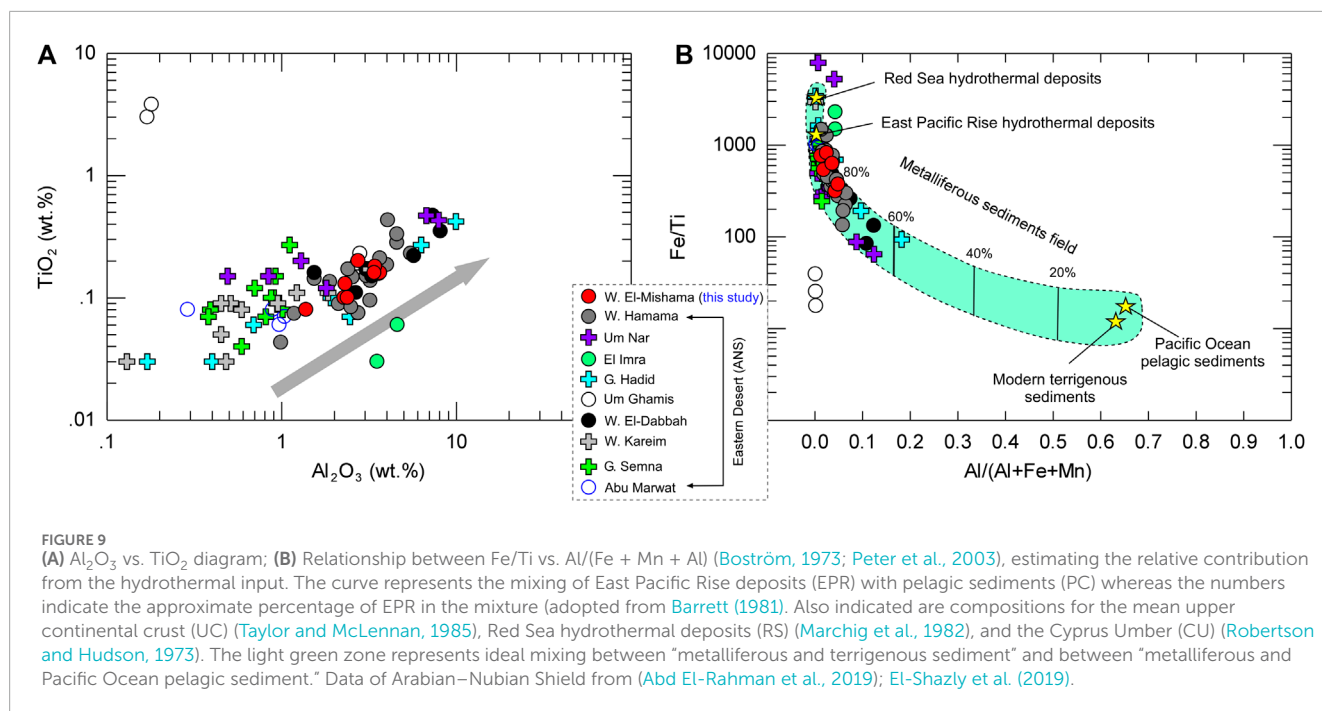 A
10
1
.1
.01
TiO2 (wt.%)
.1
1
10
Al2O3 (wt.%)
W. El-Mishama (this study)
W. Hamama
Um Nar
El Imra
G. Hadid
Um Ghamis
W. El-Dabbah
W. Kareim
G. Semna
Abu Marwat
Eastern Desert (ANS)
B
10000
1000
100
Fe/Ti
0.0
0.1
0.2
0.3
0.4
0.5
0.6
0.7
0.8
0.9
1.0
Al/(Al+Fe+Mn)
Red Sea hydrothermal deposits
East Pacific Rise hydrothermal deposits
Metalliferous sediments field
80%
60%
40%
20%
Pacific Ocean
pelagic sediments
Modern terrigenous
sediments
FIGURE 9
(A) Al2O3 vs. TiO2 diagram; (B) Relationship between Fe/Ti vs. Al/(Fe + Mn + Al) (Boström, 1973; Peter et al., 2003), estimating the relative contribution
from the hydrothermal input. The curve represents the mixing of East Pacific Rise deposits (EPR) with pelagic sediments (PC) whereas the numbers
indicate the approximate percentage of EPR in the mixture (adopted from Barrett (1981). Also indicated are compositions for the mean upper
continental crust (UC) (Taylor and McLennan, 1985), Red Sea hydrothermal deposits (RS) (Marchig et al., 1982), and the Cyprus Umber (CU) (Robertson
and Hudson, 1973). The light green zone represents ideal mixing between “metalliferous and terrigenous sediment” and between “metalliferous and
Pacific Ocean pelagic sediment.” Data of Arabian–Nubian Shield from (Abd El-Rahman et al., 2019); El-Shazly et al. (2019).